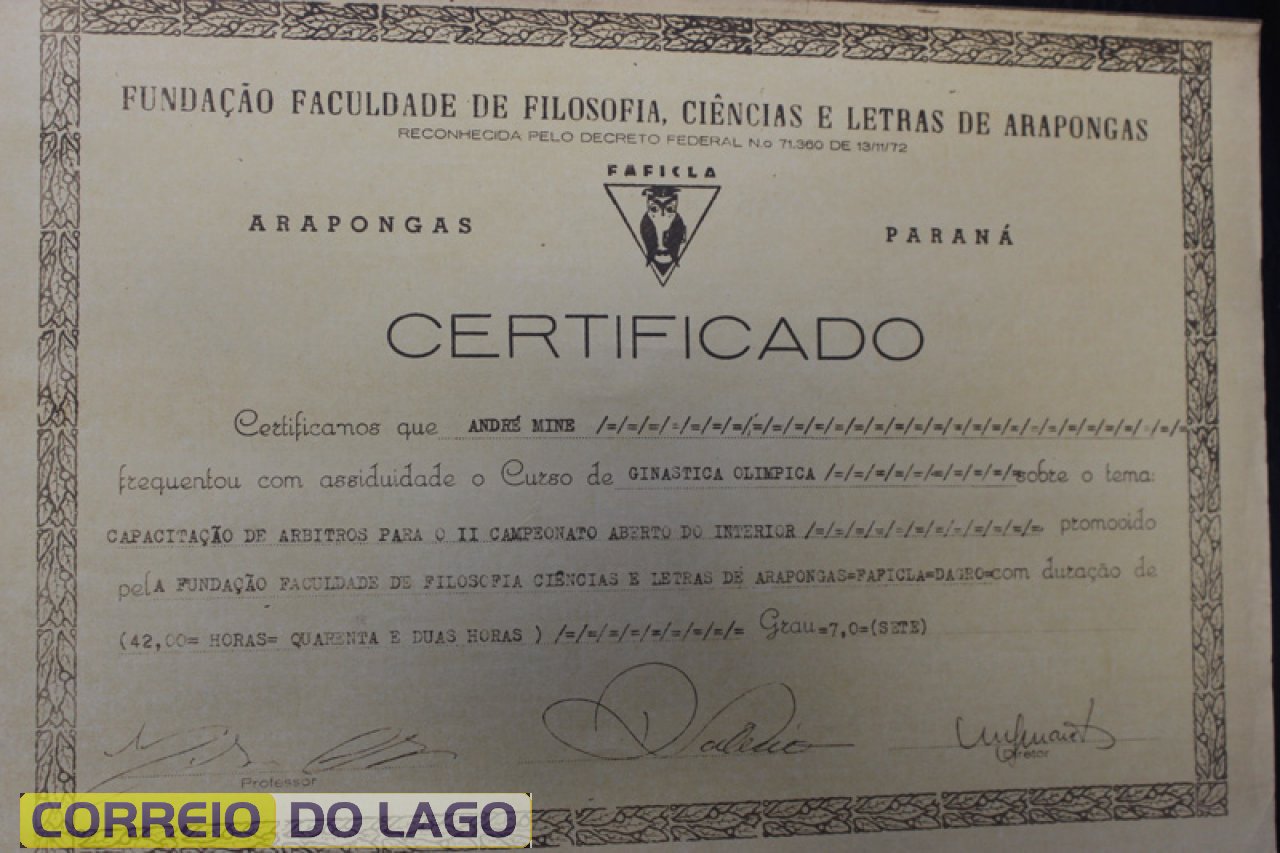 FUNDAÇÃO FACULDADE DE FILOSOFIA, CIÊNCIAS E LETRAS DE ARAPONGAS
RECONHECIDA PELO DECRETO FEDERAL N.o 71.360 DE 13/11/72
FAFICLA
ARAPONGAS PARANÁ
CERTIFICADO
Certificamos que ANDRÉ MINE /=/=/=/=/=/=/=/=/=/=/=/=/=/=/=/=/=/=/=/=/=/=/=/=/=/=/=/=/
frequentou com assiduidade o Curso de GINASTICA OLIMPICA /=/=/=/=/=/=/=/=/=/= sobre o tema:
CAPACITAÇÃO DE ARBITROS PARA O II CAMPEONATO ABERTO DO INTERIOR /=/=/=/=/=/=/=/=/=/=/=/= promovido
pelA FUNDAÇÃO FACULDADE DE FILOSOFIA CIÊNCIAS E LETRAS DE ARAPONGAS=FAFICLA=DAGRO=com duração de
(42,00= HORAS= QUARENTA E DUAS HORAS ) /=/=/=/=/=/=/=/=/= Grau=7,0=(SETE)
Professor
Diretor
CORREIO DO LAGO